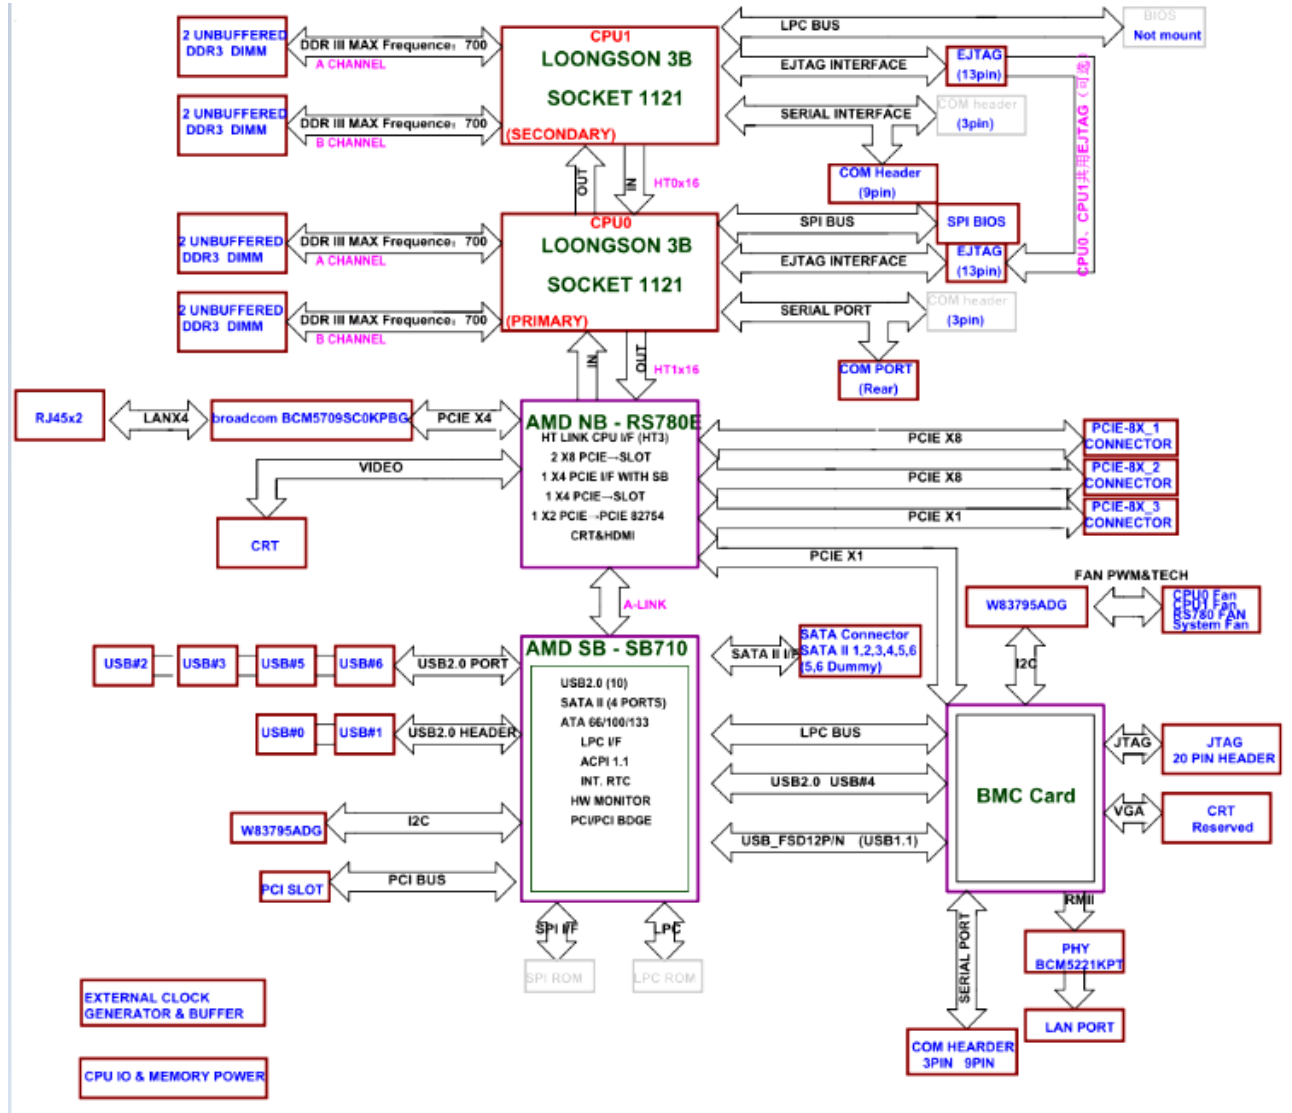 2 UNBUFFERED
DDR3 DIMM
DDR III MAX Frequence：700
A CHANNEL
CPU1
LOONGSON 3B
SOCKET 1121
(SECONDARY)
LPC BUS
BIOS
Not mount
EJTAG INTERFACE
EJTAG
(13pin)
2 UNBUFFERED
DDR3 DIMM
DDR III MAX Frequence：700
B CHANNEL
SERIAL INTERFACE
COM header
(3pin)
COM Header
(9pin)
CPU0、CPU1共用EJTAG（可选）
OUT
IN
HT0x16
2 UNBUFFERED
DDR3 DIMM
DDR III MAX Frequence：700
A CHANNEL
CPU0
LOONGSON 3B
SOCKET 1121
(PRIMARY)
SPI BUS
SPI BIOS
EJTAG INTERFACE
EJTAG
(13pin)
2 UNBUFFERED
DDR3 DIMM
DDR III MAX Frequence：700
B CHANNEL
SERIAL PORT
COM header
(3pin)
COM PORT
(Rear)
IN
OUT
HT1x16
RJ45x2
LANX4
broadcom BCM5709SC0KPBG
PCIE X4
VIDEO
CRT
AMD NB - RS780E
HT LINK CPU I/F (HT3)
2 X8 PCIE→SLOT
1 X4 PCIE I/F WITH SB
1 X4 PCIE→SLOT
1 X2 PCIE→PCIE 82754
CRT&HDMI
PCIE X8
PCIE-8X_1
CONNECTOR
PCIE X8
PCIE-8X_2
CONNECTOR
PCIE X1
PCIE-8X_3
CONNECTOR
PCIE X1
A-LINK
FAN PWM&TECH
W83795ADG
CPU0 Fan
CPU1 Fan
RS780 FAN
System Fan
I2C
USB#2
USB#3
USB#5
USB#6
USB2.0 PORT
USB#0
USB#1
USB2.0 HEADER
W83795ADG
I2C
PCI SLOT
PCI BUS
AMD SB - SB710
USB2.0 (10)
SATA II (4 PORTS)
ATA 66/100/133
LPC I/F
ACPI 1.1
INT. RTC
HW MONITOR
PCI/PCI BDGE
SATA II I/F
SATA Connector
SATA II 1,2,3,4,5,6
(5,6 Dummy)
LPC BUS
USB2.0 USB#4
USB_FSD12P/N (USB1.1)
BMC Card
JTAG
JTAG
20 PIN HEADER
VGA
CRT
Reserved
SPI I/F
SPI ROM
LPC
LPC ROM
SERIAL PORT
COM HEARDER
3PIN 9PIN
RMII
PHY
BCM5221KPT
LAN PORT
EXTERNAL CLOCK
GENERATOR & BUFFER
CPU IO & MEMORY POWER